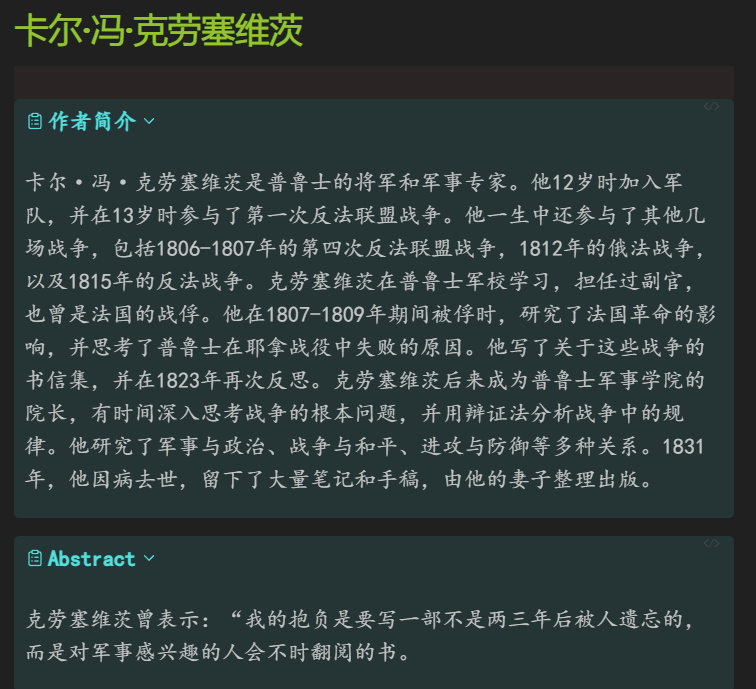 卡尔·冯·克劳塞维茨
作者简介
卡尔·冯·克劳塞维茨是普鲁士的将军和军事专家。他12岁时加入军
队，并在13岁时参与了第一次反法联盟战争。他一生中还参与了其他几
场战争，包括1806-1807年的第四次反法联盟战争，1812年的俄法战争，
以及1815年的反法战争。克劳塞维茨在普鲁士军校学习，担任过副官，
也曾是法国的战俘。他在1807-1809年期间被俘时，研究了法国革命的影
响，并思考了普鲁士在耶拿战役中失败的原因。他写了关于这些战争的
书信集，并在1823年再次反思。克劳塞维茨后来成为普鲁士军事学院的
院长，有时间深入思考战争的根本问题，并用辩证法分析战争中的规
律。他研究了军事与政治、战争与和平、进攻与防御等多种关系。1831
年，他因病去世，留下了大量笔记和手稿，由他的妻子整理出版。
Abstract
克劳塞维茨曾表示：“我的抱负是要写一部不是两三年后被人遗忘的，
而是对军事感兴趣的人会不时翻阅的书。